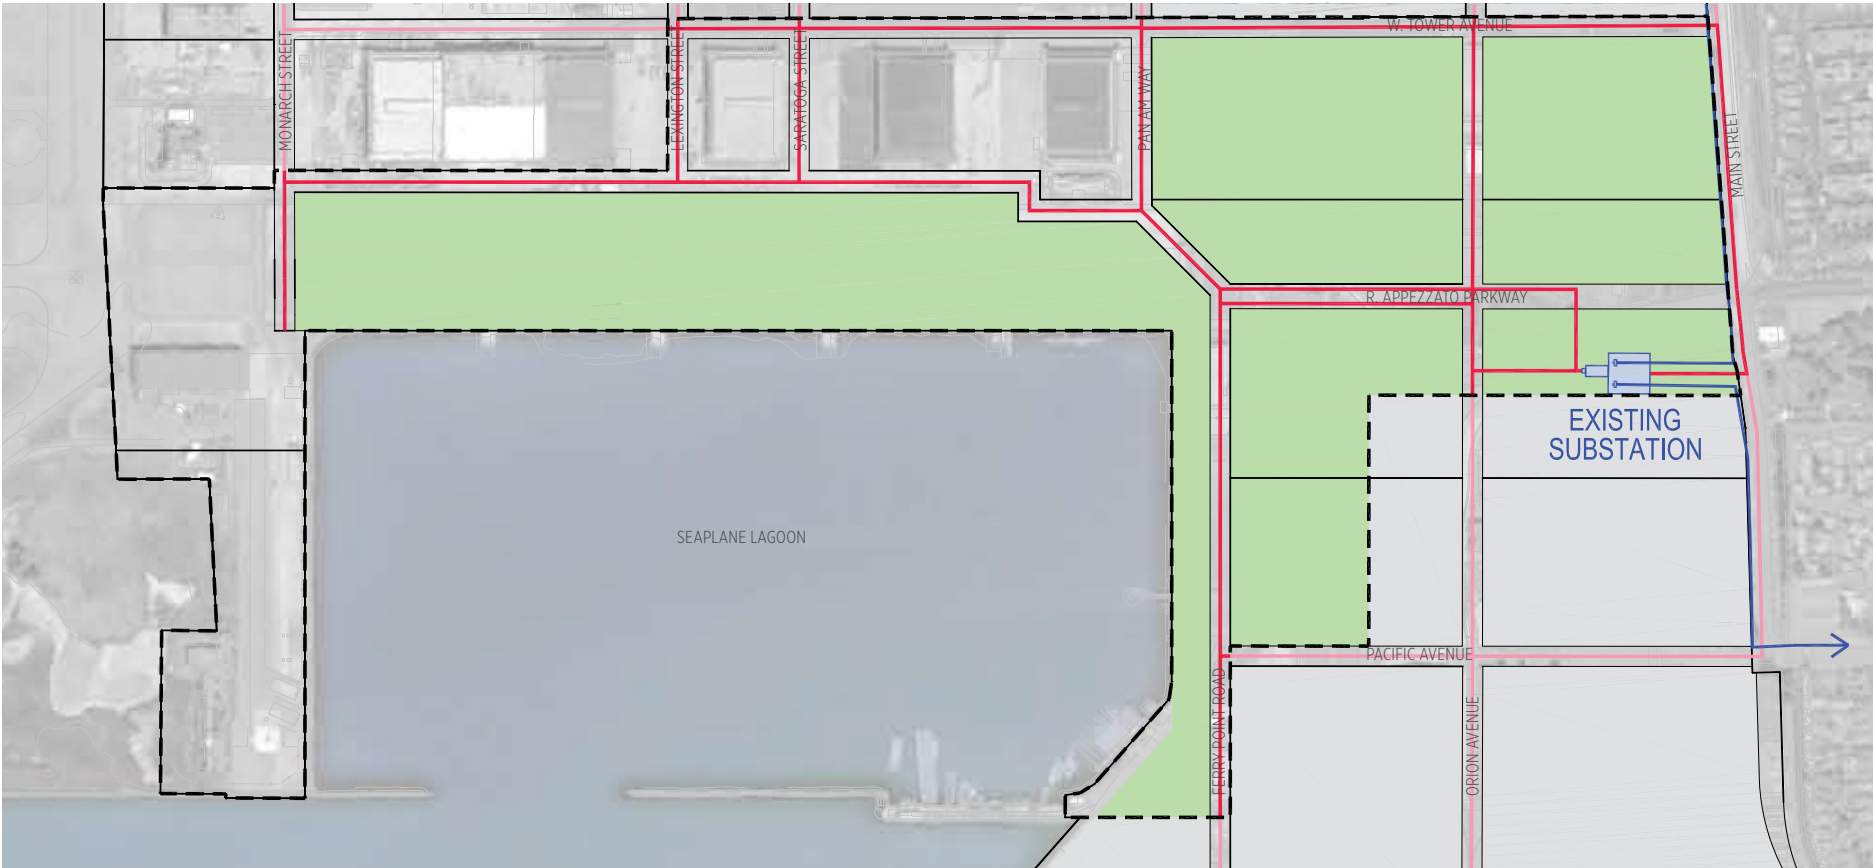 W. TOWER AVENUE
MONARCH STREET
LEXINGTON STREET
SARATOGA STREET
PAN AM WAY
MAIN STREET
R. APPEZZATO PARKWAY
EXISTING
SUBSTATION
SEAPLANE LAGOON
PACIFIC AVENUE
FERRY POINT ROAD
ORION AVENUE